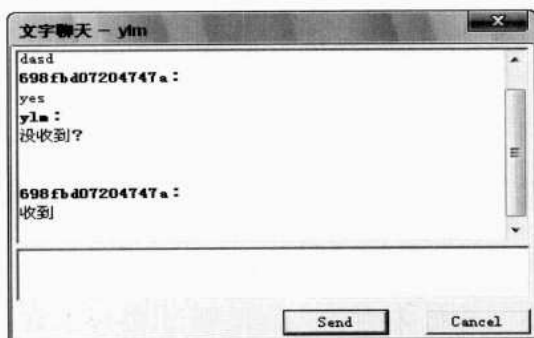 文字聊天 - ylm
dasd
698fbd07204747a:
yes
ylm:
没收到?
698fbd07204747a:
收到
Send
Cancel